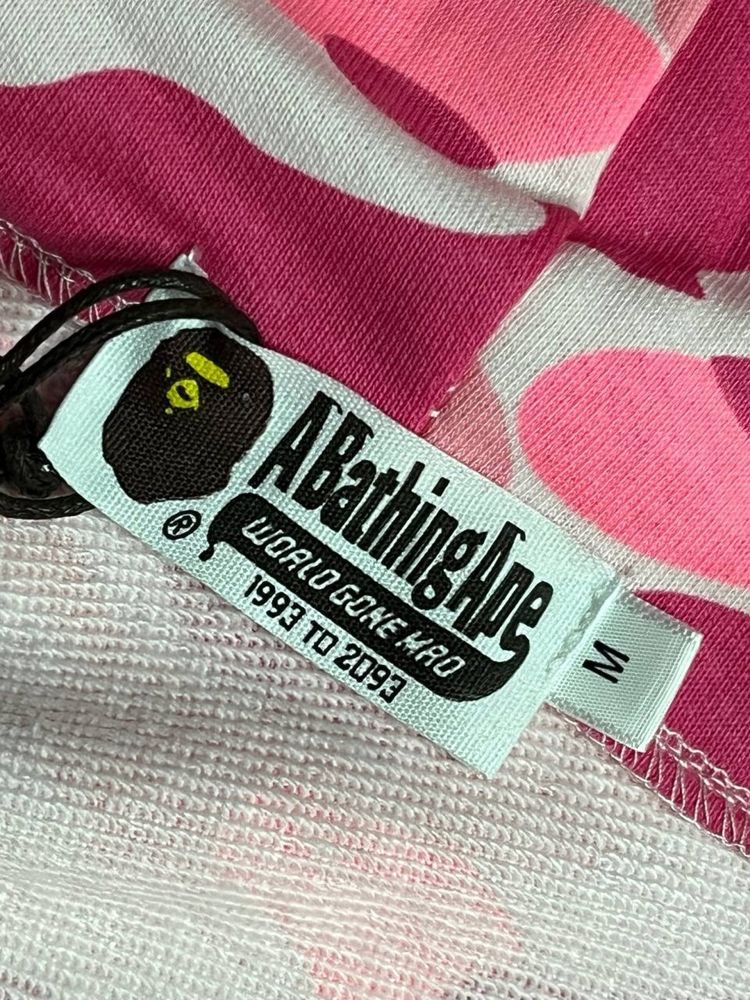 A Bathing Ape
®
WORLD GONE MAD
1993 TO 2093
M